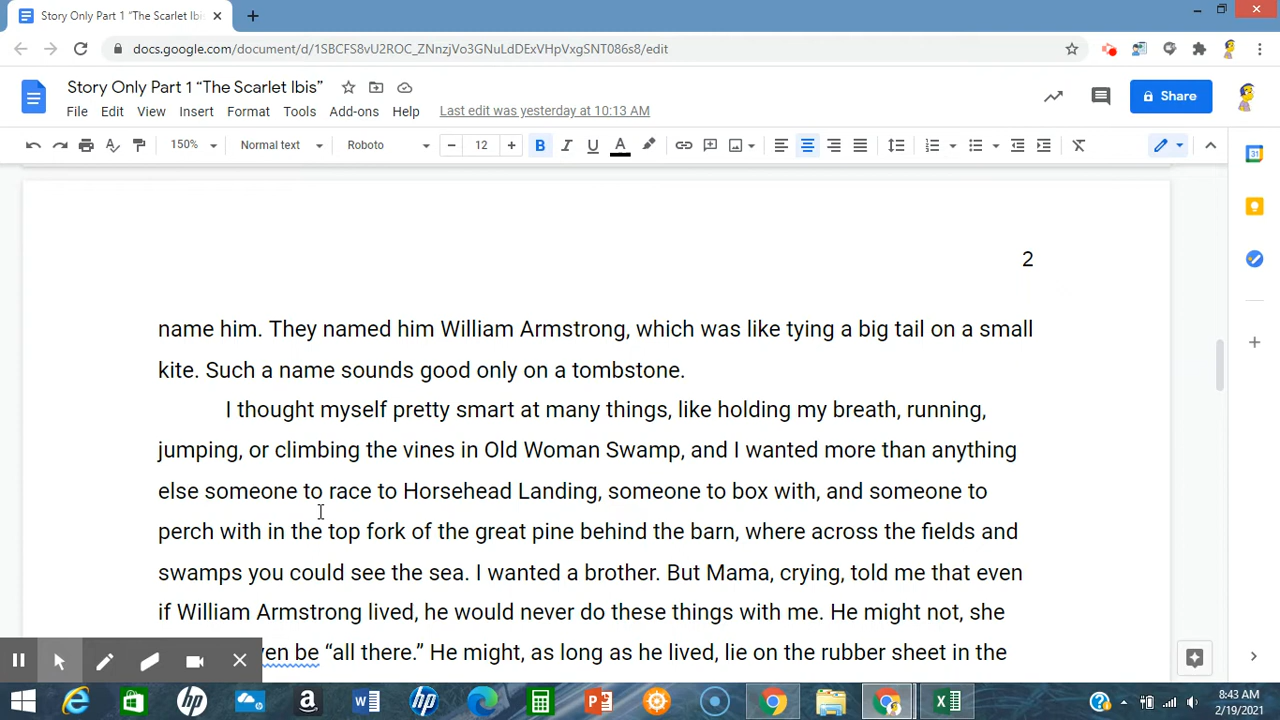 Story Only Part 1 “The Scarlet Ibis
docs.google.com/document/d/1SBCFS8vU2ROC_ZNnzjVo3GNuLdDExVHpVxgSNT086s8/edit
Story Only Part 1 “The Scarlet Ibis”
File Edit View Insert Format Tools Add-ons Help Last edit was yesterday at 10:13 AM
Share
150% Normal text Roboto 12 B I U A
31
2
name him. They named him William Armstrong, which was like tying a big tail on a small
kite. Such a name sounds good only on a tombstone.
I thought myself pretty smart at many things, like holding my breath, running,
jumping, or climbing the vines in Old Woman Swamp, and I wanted more than anything
else someone to race to Horsehead Landing, someone to box with, and someone to
perch with in the top fork of the great pine behind the barn, where across the fields and
swamps you could see the sea. I wanted a brother. But Mama, crying, told me that even
if William Armstrong lived, he would never do these things with me. He might not, she
en be “all there.” He might, as long as he lived, lie on the rubber sheet in the
8:43 AM
2/19/2021